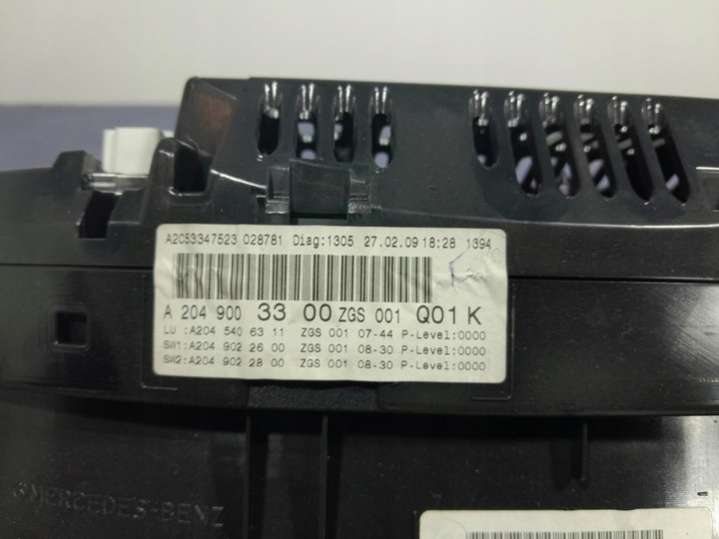 A2C53347523 028781 Diag:1305 27.02.09 18:28 1394
A 204 900 33 00 ZGS 001 Q01 K
LU :A204 540 63 11 ZGS 001 07-44 P-Level:0000
SW1:A204 902 26 00 ZGS 001 08-30 P-Level:0000
SW2:A204 902 28 00 ZGS 001 08-30 P-Level:0000
MERCEDES-BENZ